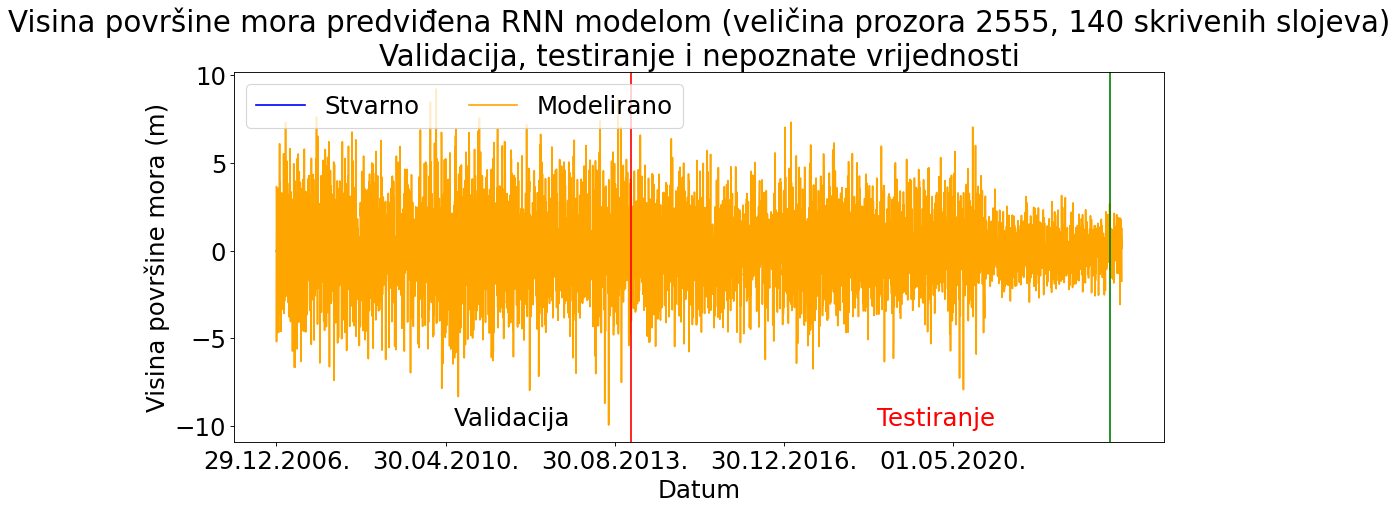 Visina površine mora predviđena RNN modelom (veličina prozora 2555, 140 skrivenih slojeva)
Validacija, testiranje i nepoznate vrijednosti
Stvarno
Modelirano
Visina površine mora (m)
10
5
0
−5
−10
Validacija
Testiranje
29.12.2006.
30.04.2010.
30.08.2013.
30.12.2016.
01.05.2020.
Datum